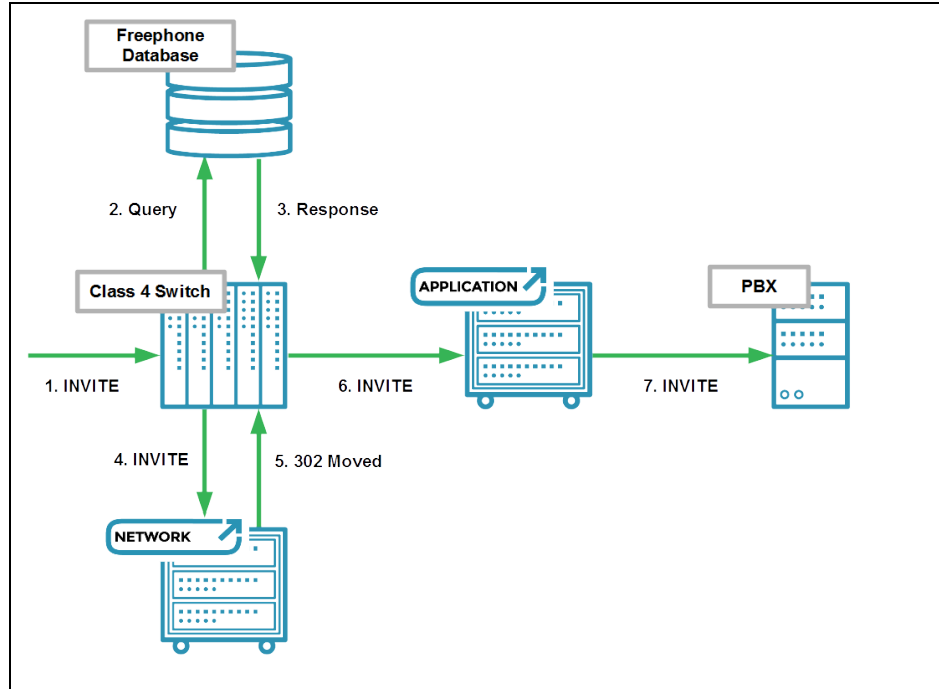 Freephone
Database
2. Query
3. Response
Class 4 Switch
APPLICATION
PBX
1. INVITE
6. INVITE
7. INVITE
4. INVITE
5. 302 Moved
NETWORK